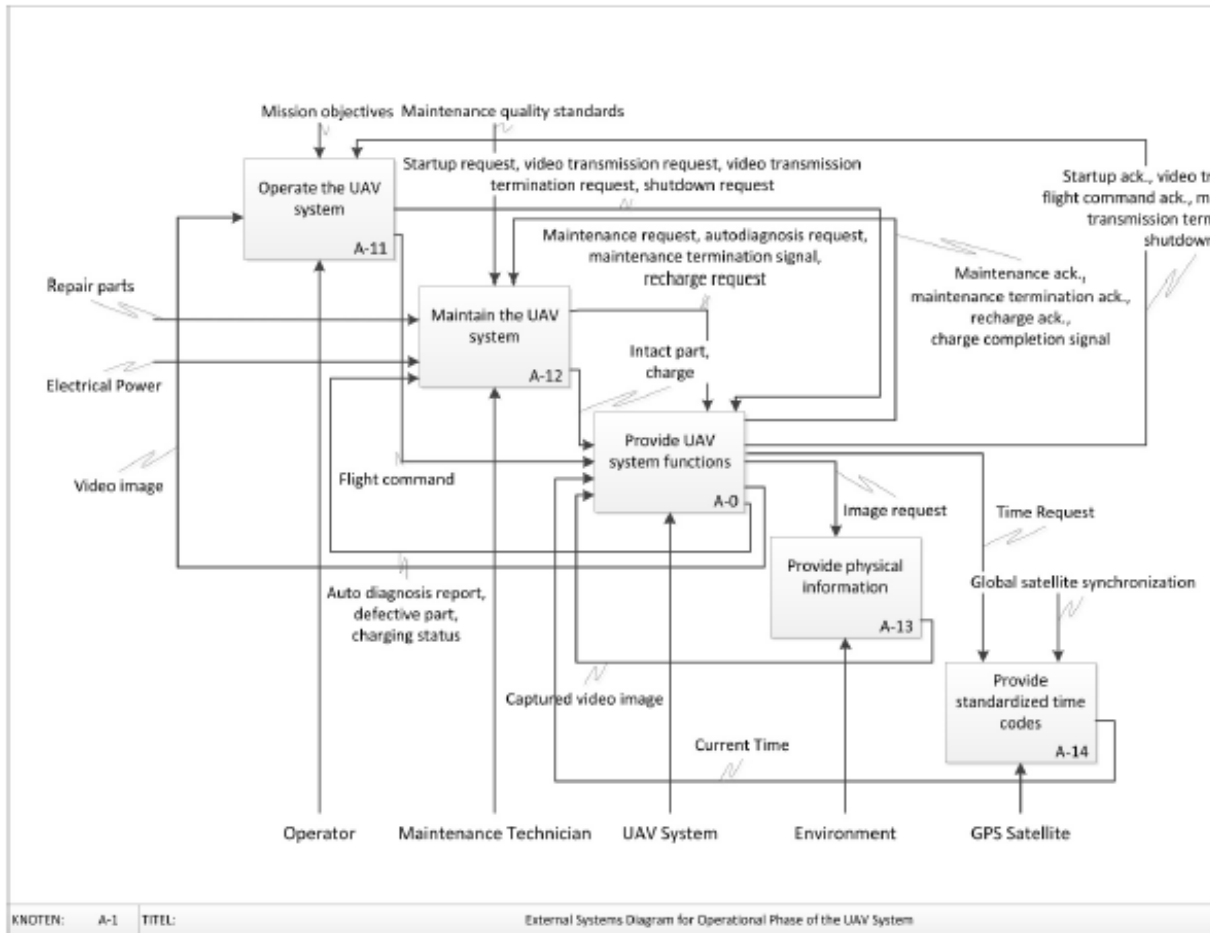 Mission objectives
Maintenance quality standards
Operate the UAV
system
A-11
Startup request, video transmission request, video transmission
termination request, shutdown request
Startup ack., video
flight command ack.,
transmission
shutdown
Maintenance request, autodiagnosis request,
maintenance termination signal,
recharge request
Maintenance ack.,
maintenance termination ack.,
recharge ack.,
charge completion signal
Repair parts
Maintain the UAV
system
A-12
Electrical Power
Intact part,
charge
Provide UAV
system functions
A-0
Video image
Flight command
Image request
Time Request
Provide physical
information
A-13
Global satellite synchronization
Auto diagnosis report,
defective part,
charging status
Captured video image
Provide
standardized time
codes
A-14
Current Time
Operator
Maintenance Technician
UAV System
Environment
GPS Satellite
KNOTEN: A-1 TITEL: External Systems Diagram for Operational Phase of the UAV System